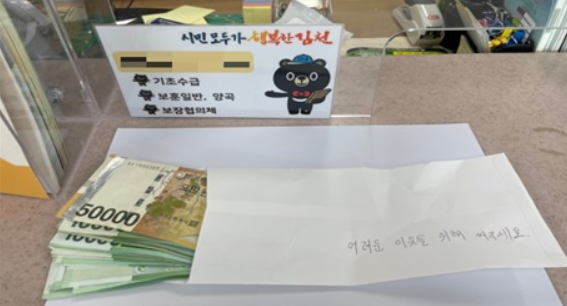 시민 모두가 행복한 김천
기초수급
보훈일반, 양곡
보장협의체
50000
10000
어려운 이웃을 위해 써주세요.